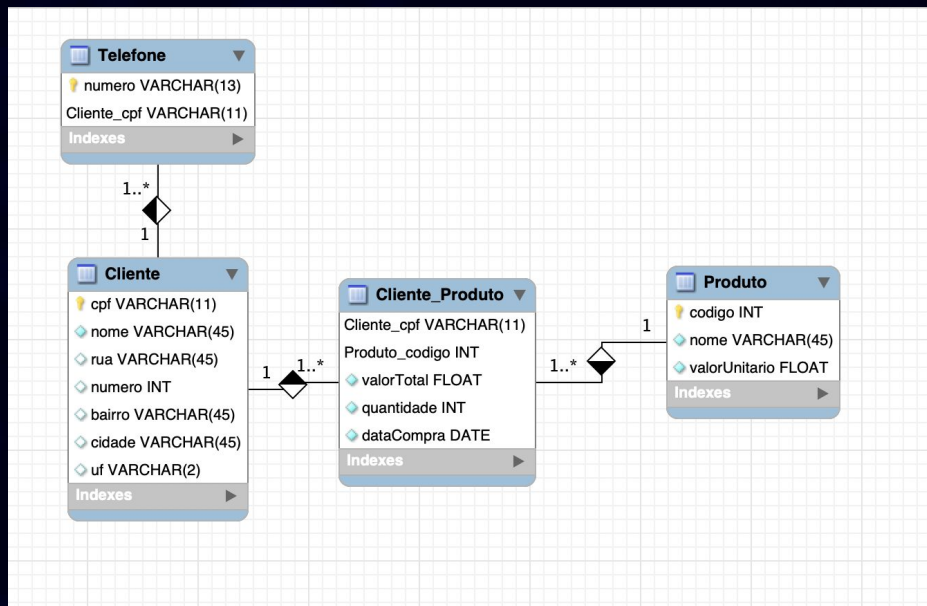 Telefone
numero VARCHAR(13)
Cliente_cpf VARCHAR(11)
Indexes
1..*
1
Cliente
cpf VARCHAR(11)
nome VARCHAR(45)
rua VARCHAR(45)
numero INT
bairro VARCHAR(45)
cidade VARCHAR(45)
uf VARCHAR(2)
Indexes
1
1..*
Cliente_Produto
Cliente_cpf VARCHAR(11)
Produto_codigo INT
valorTotal FLOAT
quantidade INT
dataCompra DATE
Indexes
1..*
1
Produto
codigo INT
nome VARCHAR(45)
valorUnitario FLOAT
Indexes